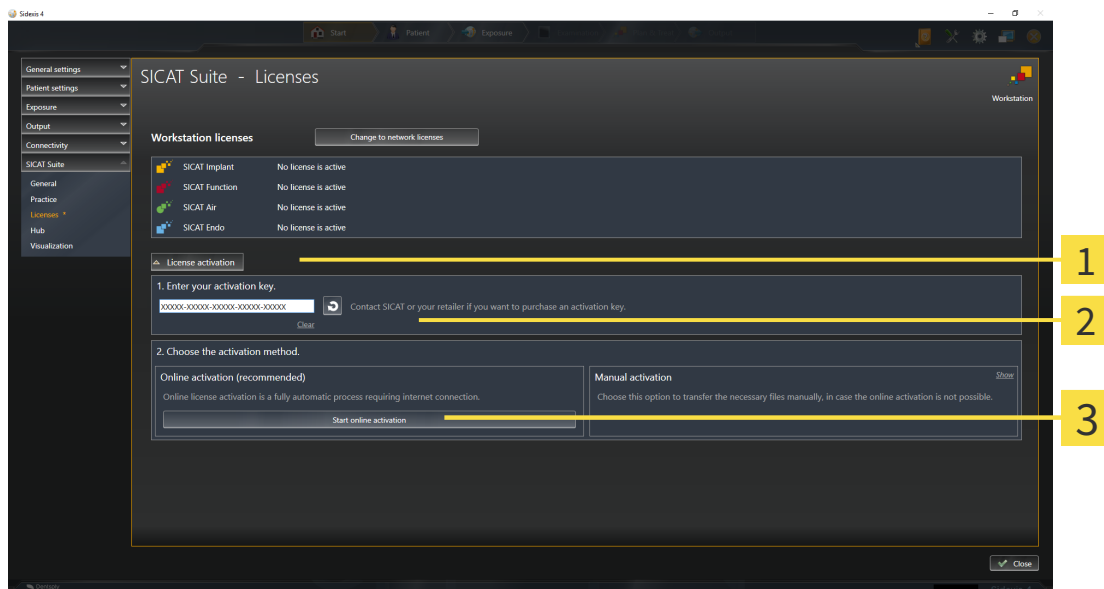 Sidexis 4
Start
Patient
Exposure
General settings
Patient settings
Exposure
Output
Connectivity
SICAT Suite
General
Practice
Licenses *
Hub
Visualization
SICAT Suite - Licenses
Workstation
Workstation licenses
Change to network licenses
SICAT Implant No license is active
SICAT Function No license is active
SICAT Air No license is active
SICAT Endo No license is active
License activation
1. Enter your activation key.
XXXXX-XXXXX-XXXXX-XXXXX-XXXXX
Contact SICAT or your retailer if you want to purchase an activation key.
Clear
2. Choose the activation method.
Online activation (recommended)
Online license activation is a fully automatic process requiring internet connection.
Start online activation
Manual activation
Show
Choose this option to transfer the necessary files manually, in case the online activation is not possible.
Close
1
2
3